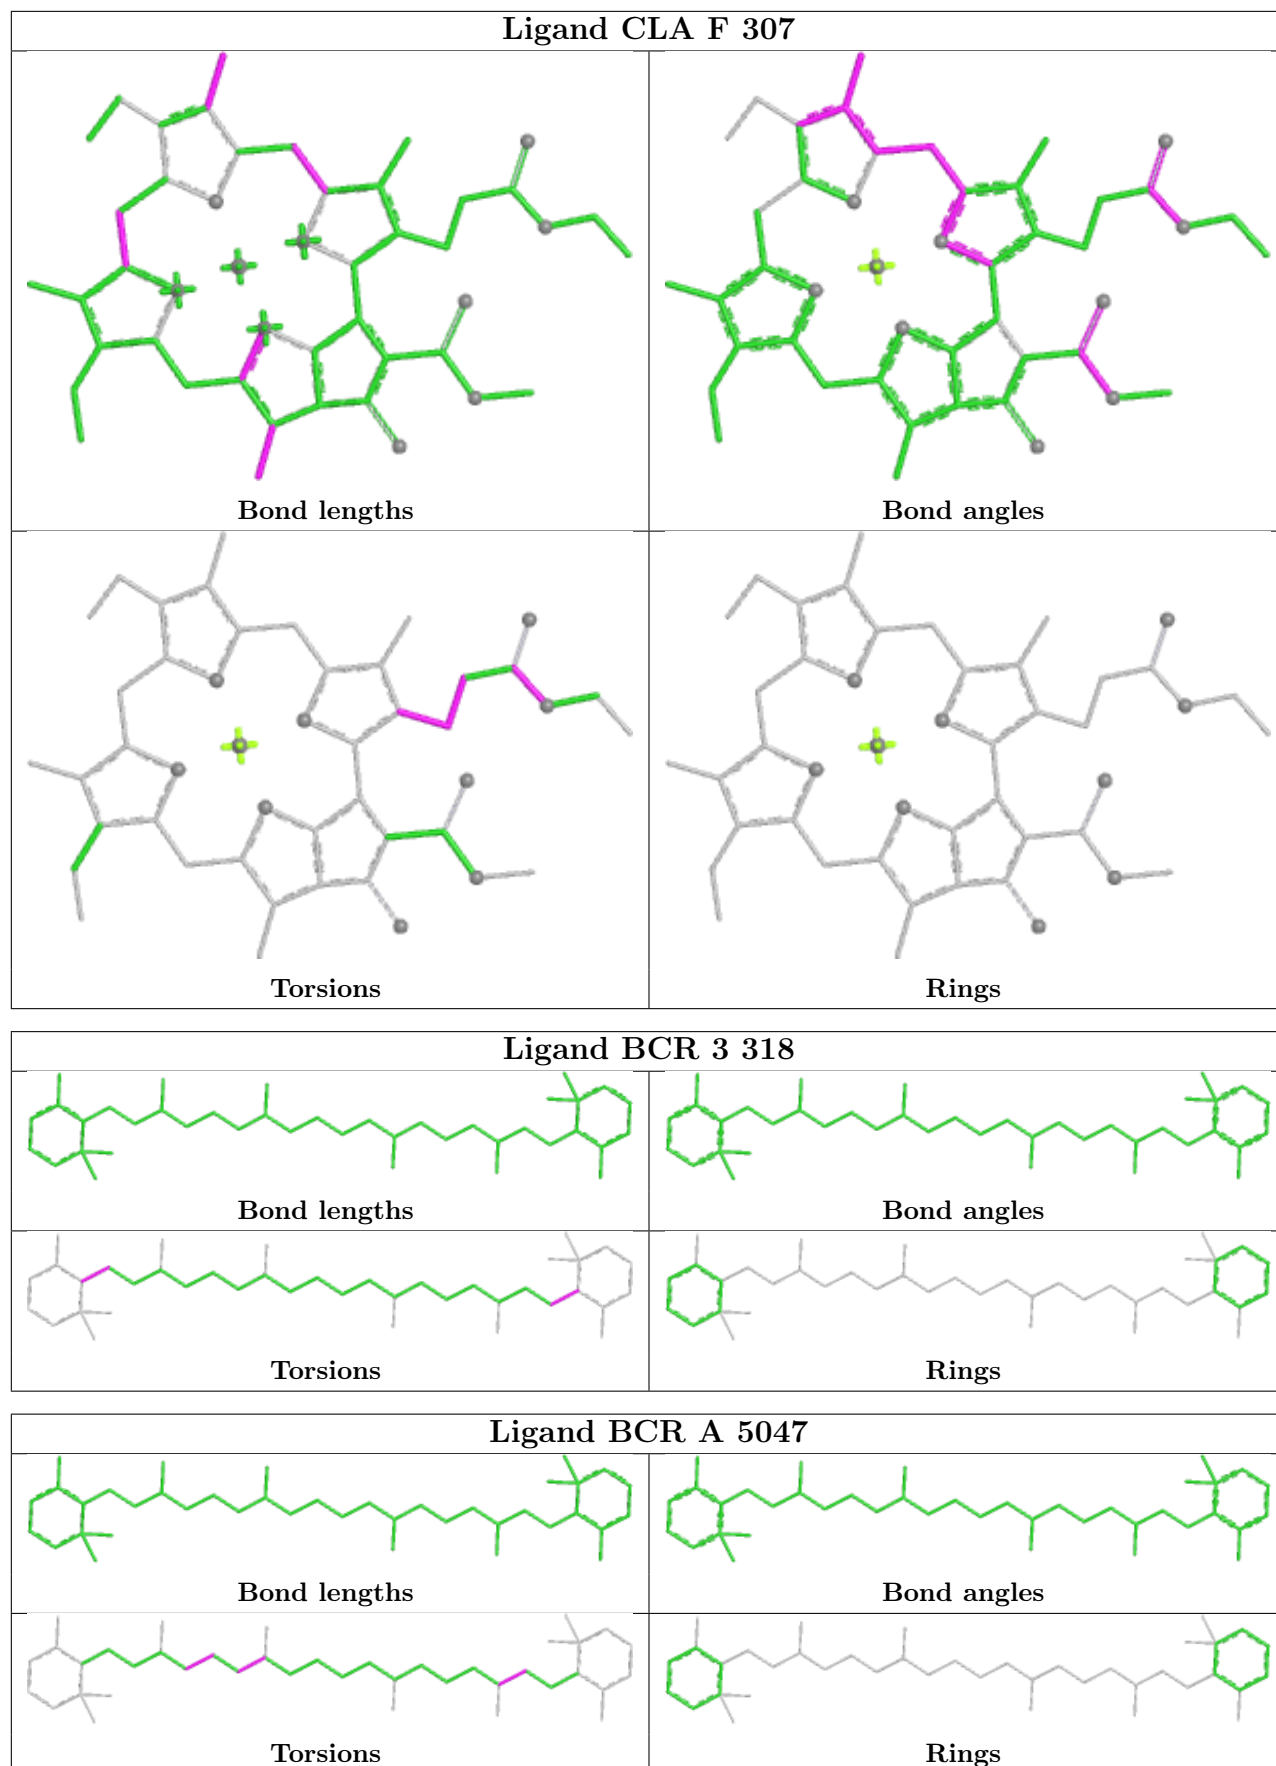 Ligand CLA F 307
Bond lengths
Bond angles
Torsions
Rings
Ligand BCR 3 318
Bond lengths
Bond angles
Torsions
Rings
Ligand BCR A 5047
Bond lengths
Bond angles
Torsions
Rings